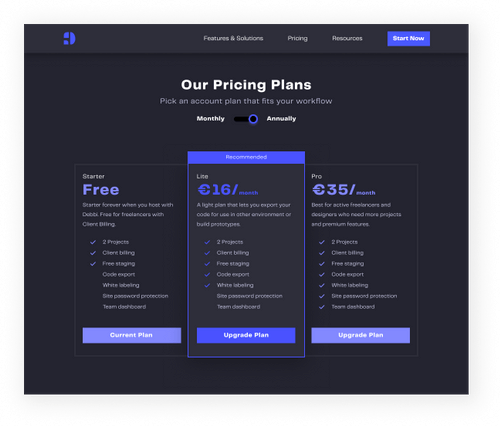 Features & Solutions
Pricing
Resources
Start Now
Our Pricing Plans
Pick an account plan that fits your workflow
Monthly
Annually
Recommended
Starter
Free
Starter forever when you host with
Debbi. Free for freelancers with
Client Billing.
2 Projects
Client billing
Free staging
Code export
White labeling
Site password protection
Team dashboard
Current Plan
Lite
€16/month
A light plan that lets you export your
code for use in other environment or
build prototypes.
2 Projects
Client billing
Free staging
Code export
White labeling
Site password protection
Team dashboard
Upgrade Plan
Pro
€35/month
Best for active freelancers and
designers who need more projects
and premium features.
2 Projects
Client billing
Free staging
Code export
White labeling
Site password protection
Team dashboard
Upgrade Plan